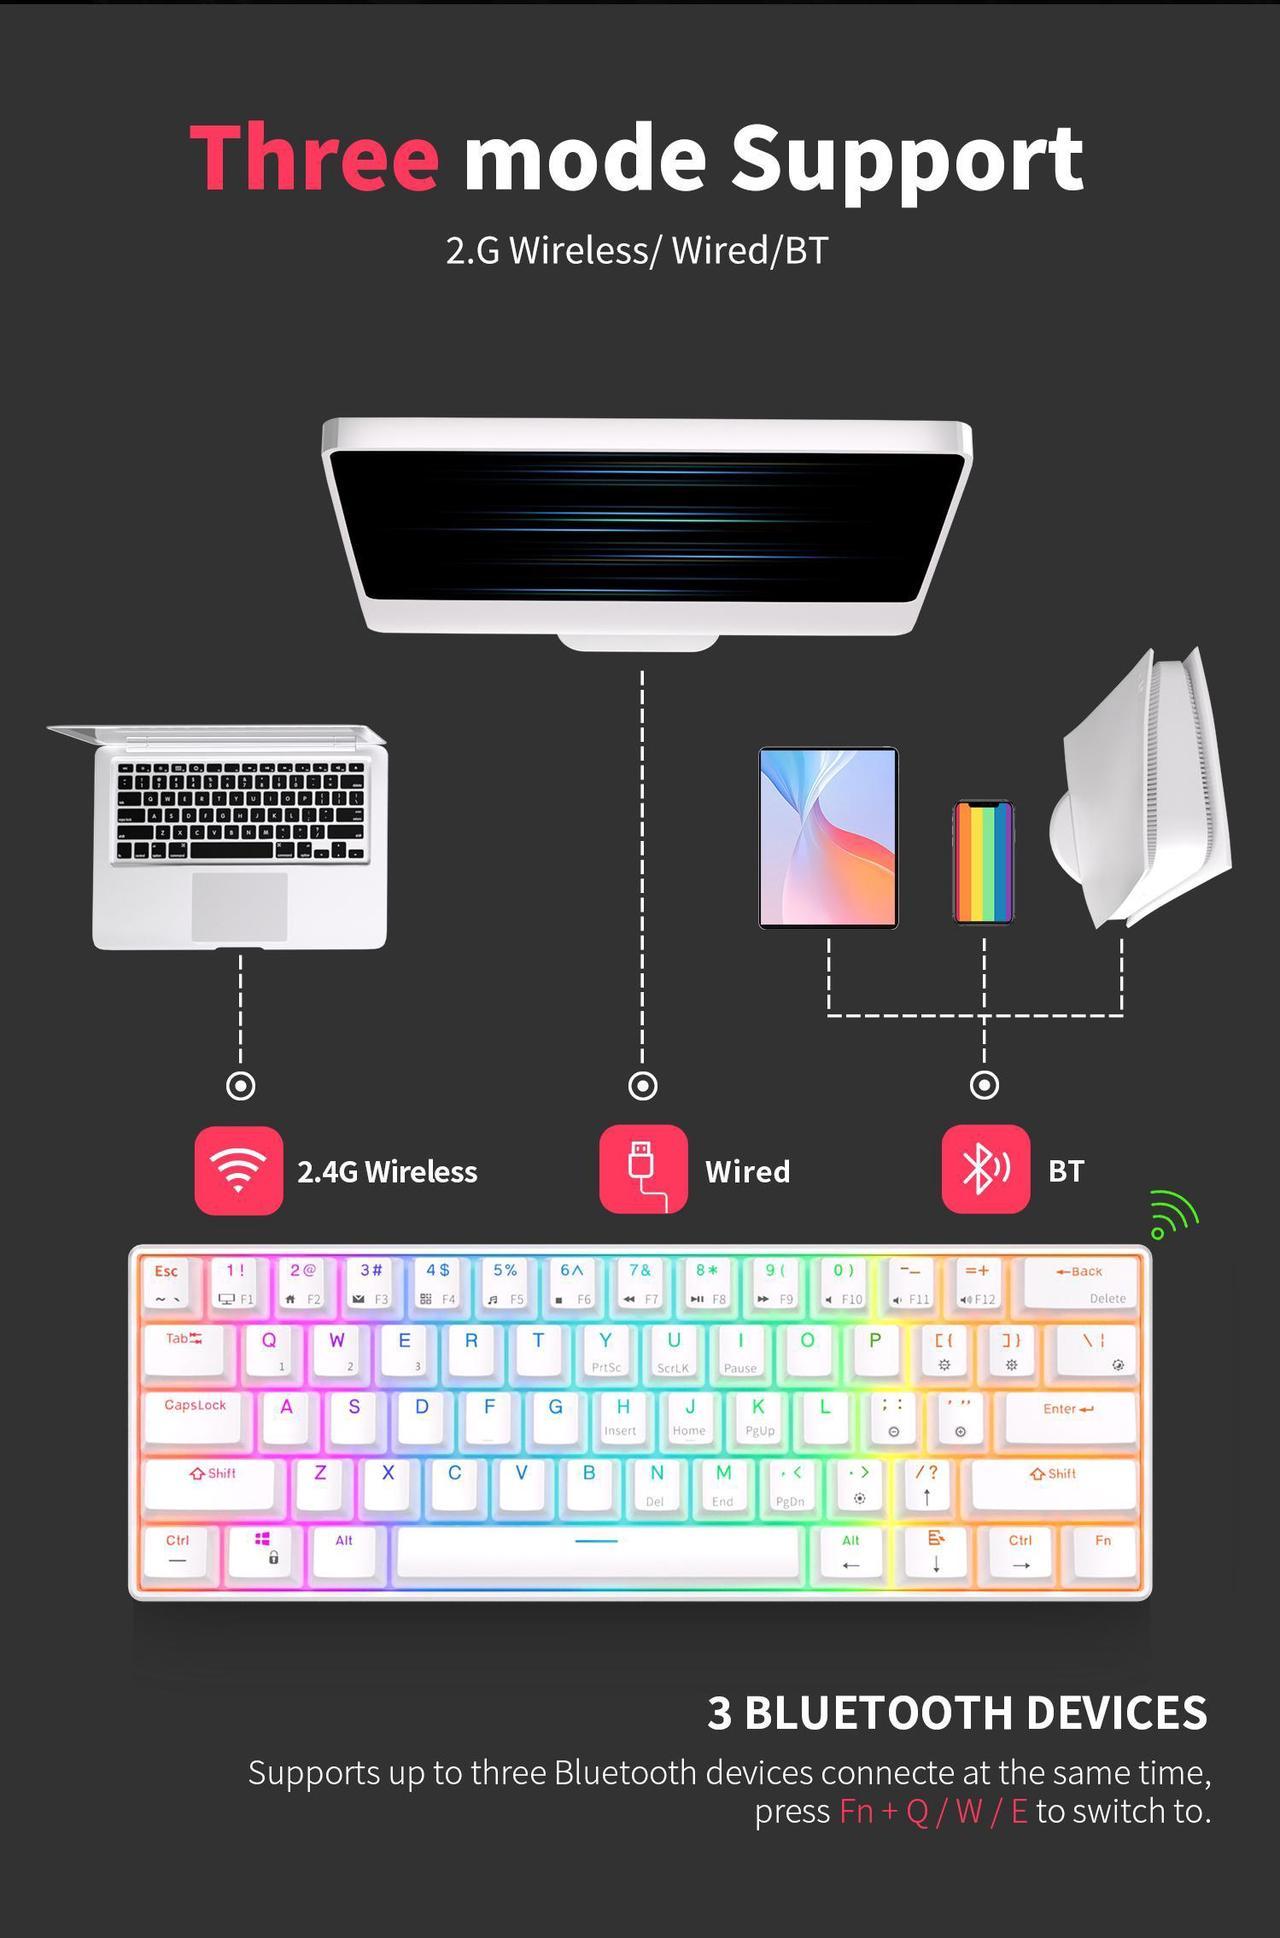 Three mode Support
2.G Wireless/ Wired/BT
2.4G Wireless
Wired
BT
Esc 1 ! 2 @ 3 # 4 $ 5 % 6 ^ 7 & 8 * 9 ( 0 ) - _ = + ←Back
~ ` F1 F2 F3 F4 F5 F6 F7 F8 F9 F10 F11 F12 Delete
Tab Q W E R T Y U I O P [ { ] } \ |
1 2 3 PrtSc ScrLK Pause
CapsLock A S D F G H J K L ; : ' " Enter
Insert Home PgUp
Shift Z X C V B N M , < . > / ? Shift
Del End PgDn ↑
Ctrl Alt Alt Ctrl Fn
← ↓ →
3 BLUETOOTH DEVICES
Supports up to three Bluetooth devices connecte at the same time,
press Fn + Q / W / E to switch to.